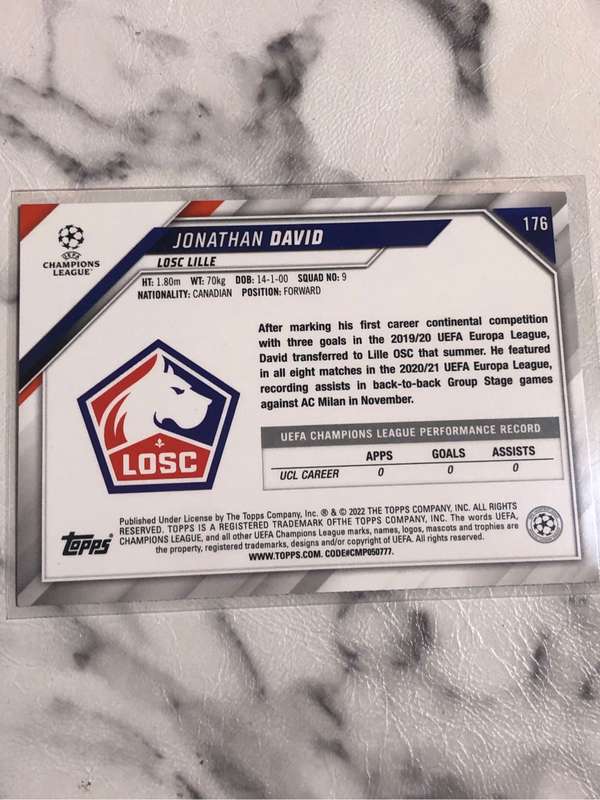 176
JONATHAN DAVID
UEFA
CHAMPIONS
LEAGUE
LOSC LILLE
HT: 1.80m WT: 70kg DOB: 14-1-00 SQUAD NO: 9
NATIONALITY: CANADIAN POSITION: FORWARD
After marking his first career continental competition
with three goals in the 2019/20 UEFA Europa League,
David transferred to Lille OSC that summer. He featured
in all eight matches in the 2020/21 UEFA Europa League,
recording assists in back-to-back Group Stage games
against AC Milan in November.
LOSC
UEFA CHAMPIONS LEAGUE PERFORMANCE RECORD
APPS GOALS ASSISTS
UCL CAREER 0 0 0
Topps
Published Under License by The Topps Company, Inc. ® & © 2022 THE TOPPS COMPANY, INC. ALL RIGHTS
RESERVED. TOPPS IS A REGISTERED TRADEMARK OFTHE TOPPS COMPANY, INC. The words UEFA,
CHAMPIONS LEAGUE, and all other UEFA Champions League marks, names, logos, mascots and trophies are
the property, registered trademarks, designs and/or copyright of UEFA. All rights reserved.
WWW.TOPPS.COM. CODE#CMP050777.